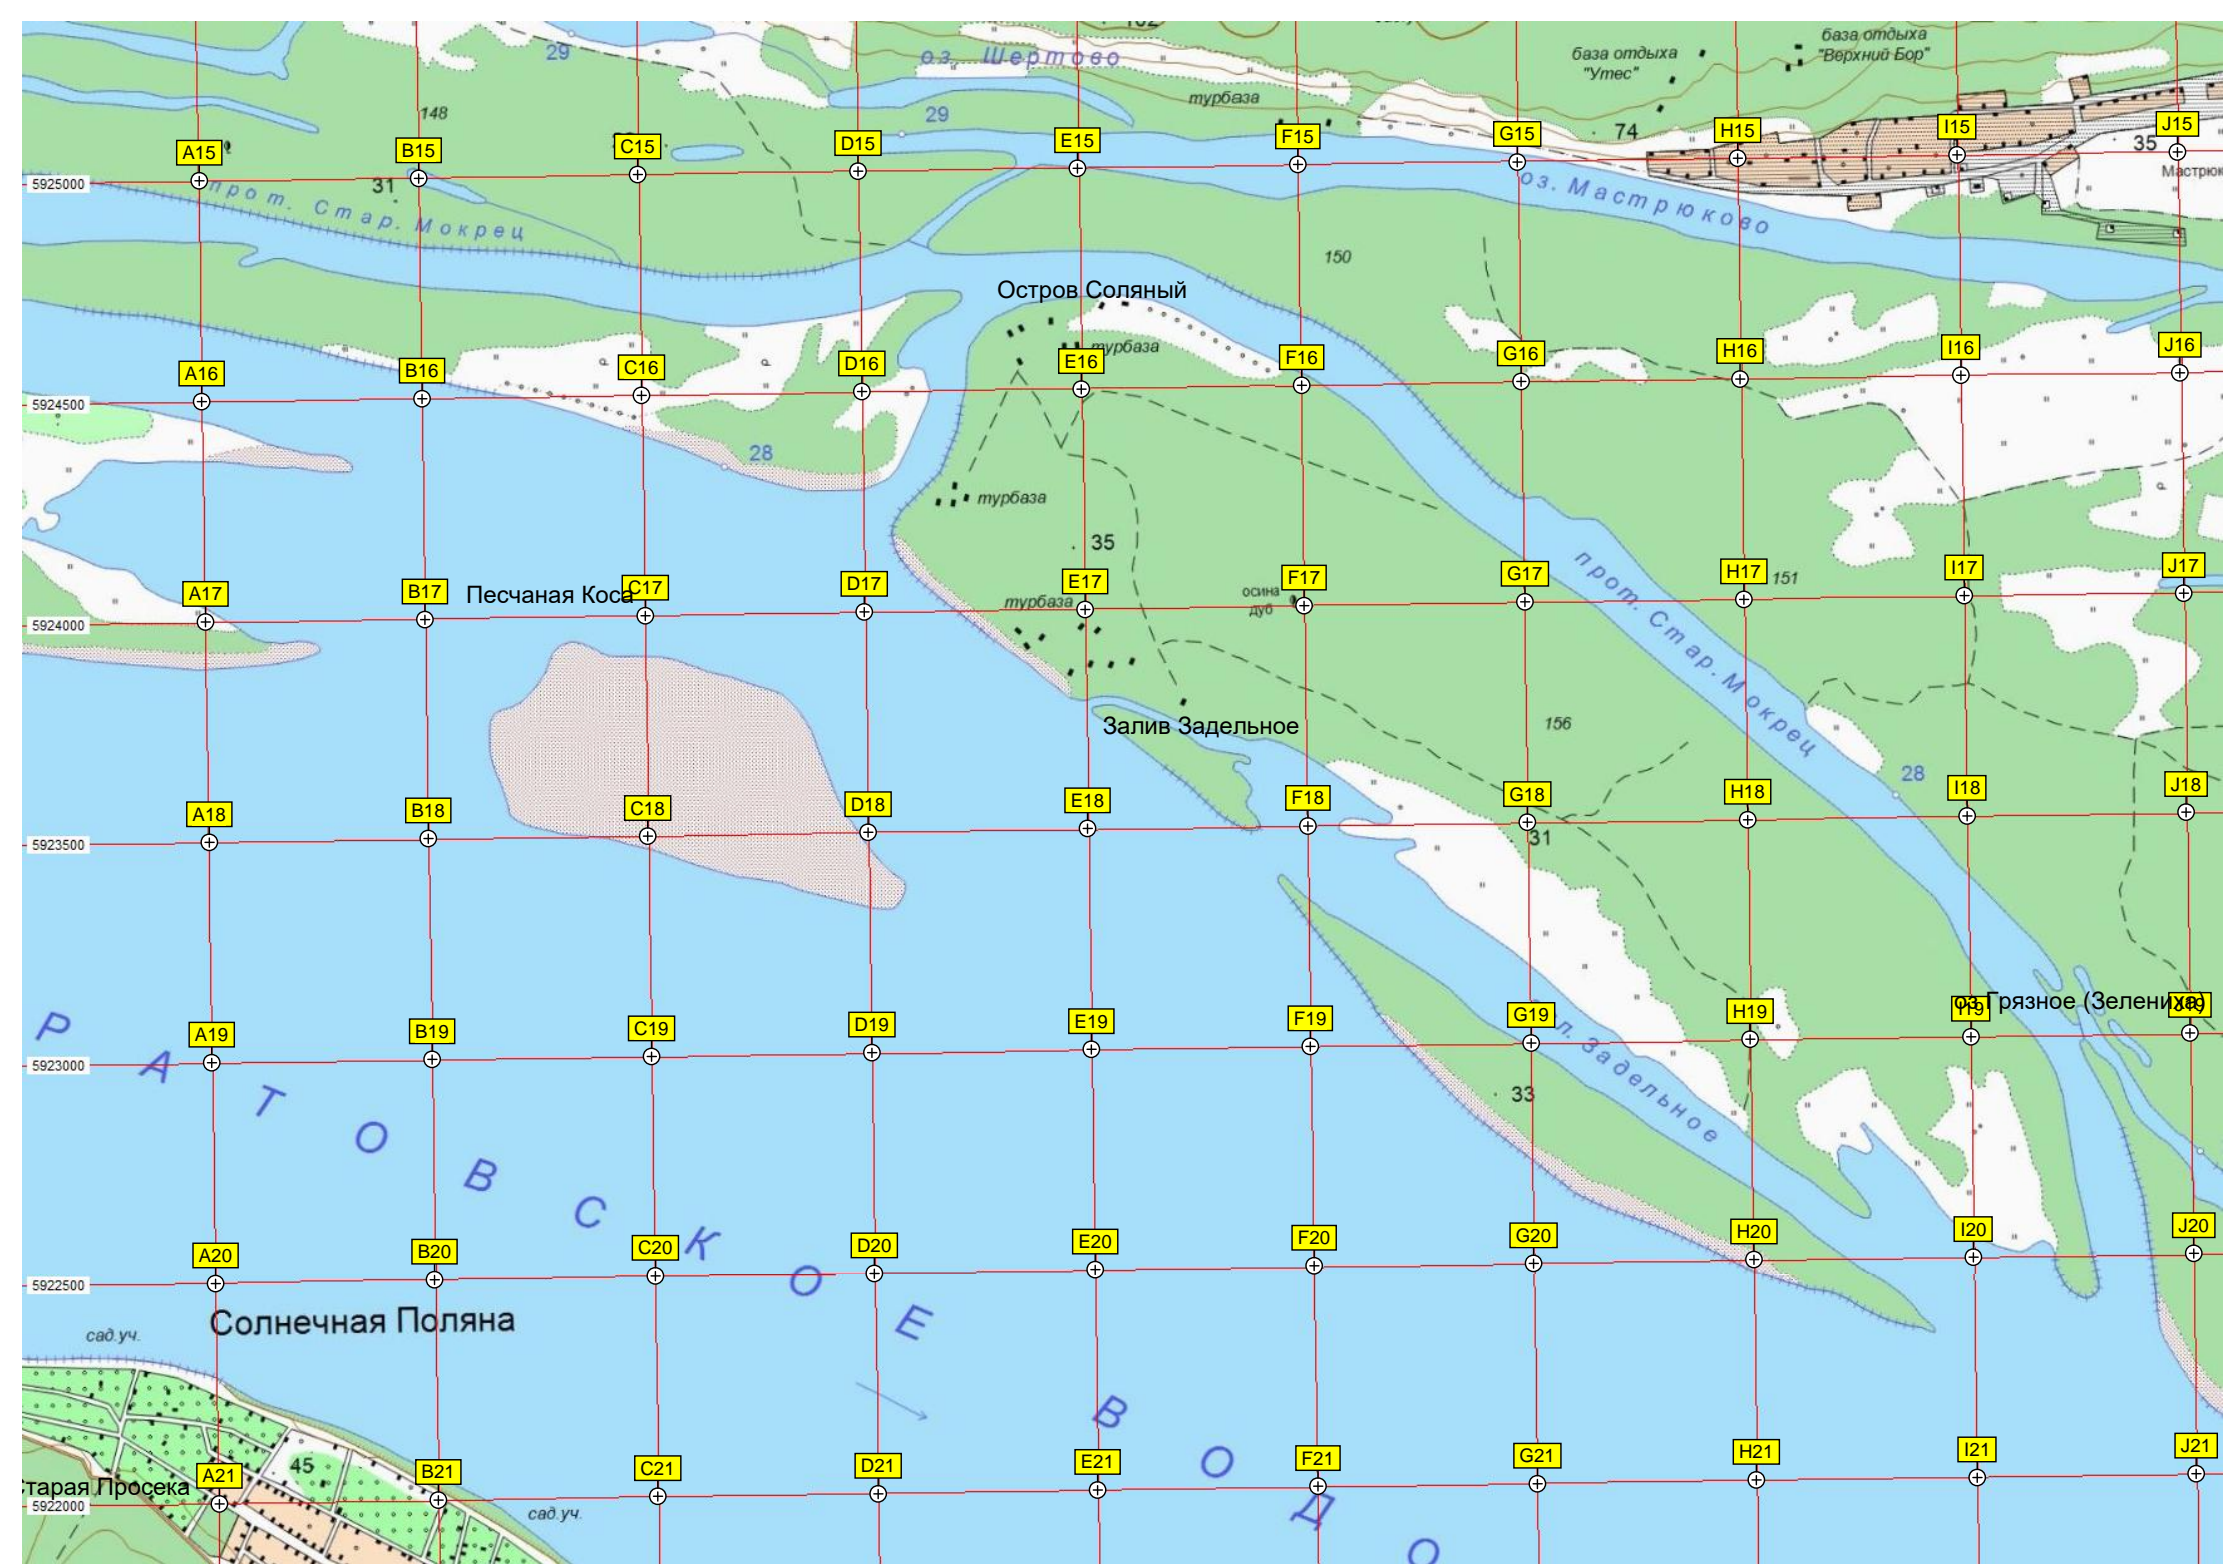 оз. Шертово
база отдыха
"Утес"
база отдыха
"Верхний Бор"
29
148
турбаза
29
74
35
A15
B15
C15
D15
E15
F15
G15
H15
I15
J15
5925000
31
прот. Стар. Мокрец
оз. Мастрюково
150
Остров Соляный
турбаза
A16
B16
C16
D16
E16
F16
G16
H16
I16
J16
5924500
28
турбаза
35
Песчаная Коса
турбаза
осина
дуб
151
прот. Стар. Мокрец
A17
B17
C17
D17
E17
F17
G17
H17
I17
J17
5924000
Залив Задельное
156
28
A18
B18
C18
D18
E18
F18
G18
H18
I18
J18
5923500
31
оз.Грязное (Зелениха)
A19
B19
C19
D19
E19
F19
G19
H19
I19
J19
5923000
зал. Задельное
33
РАТОВСКОЕ ВОДО
A20
B20
C20
D20
E20
F20
G20
H20
I20
J20
5922500
Солнечная Поляна
сад.уч.
45
A21
B21
C21
D21
E21
F21
G21
H21
I21
J21
тарая Просека
5922000
сад.уч.